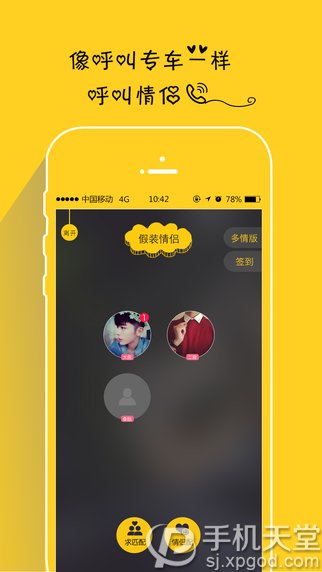 像呼叫专车一样
呼叫情侣
中国移动 4G 10:42 78%
离开
假装情侣
多情版
签到
1
求匹配
情侣配
手机天堂
sj.xpgod.com